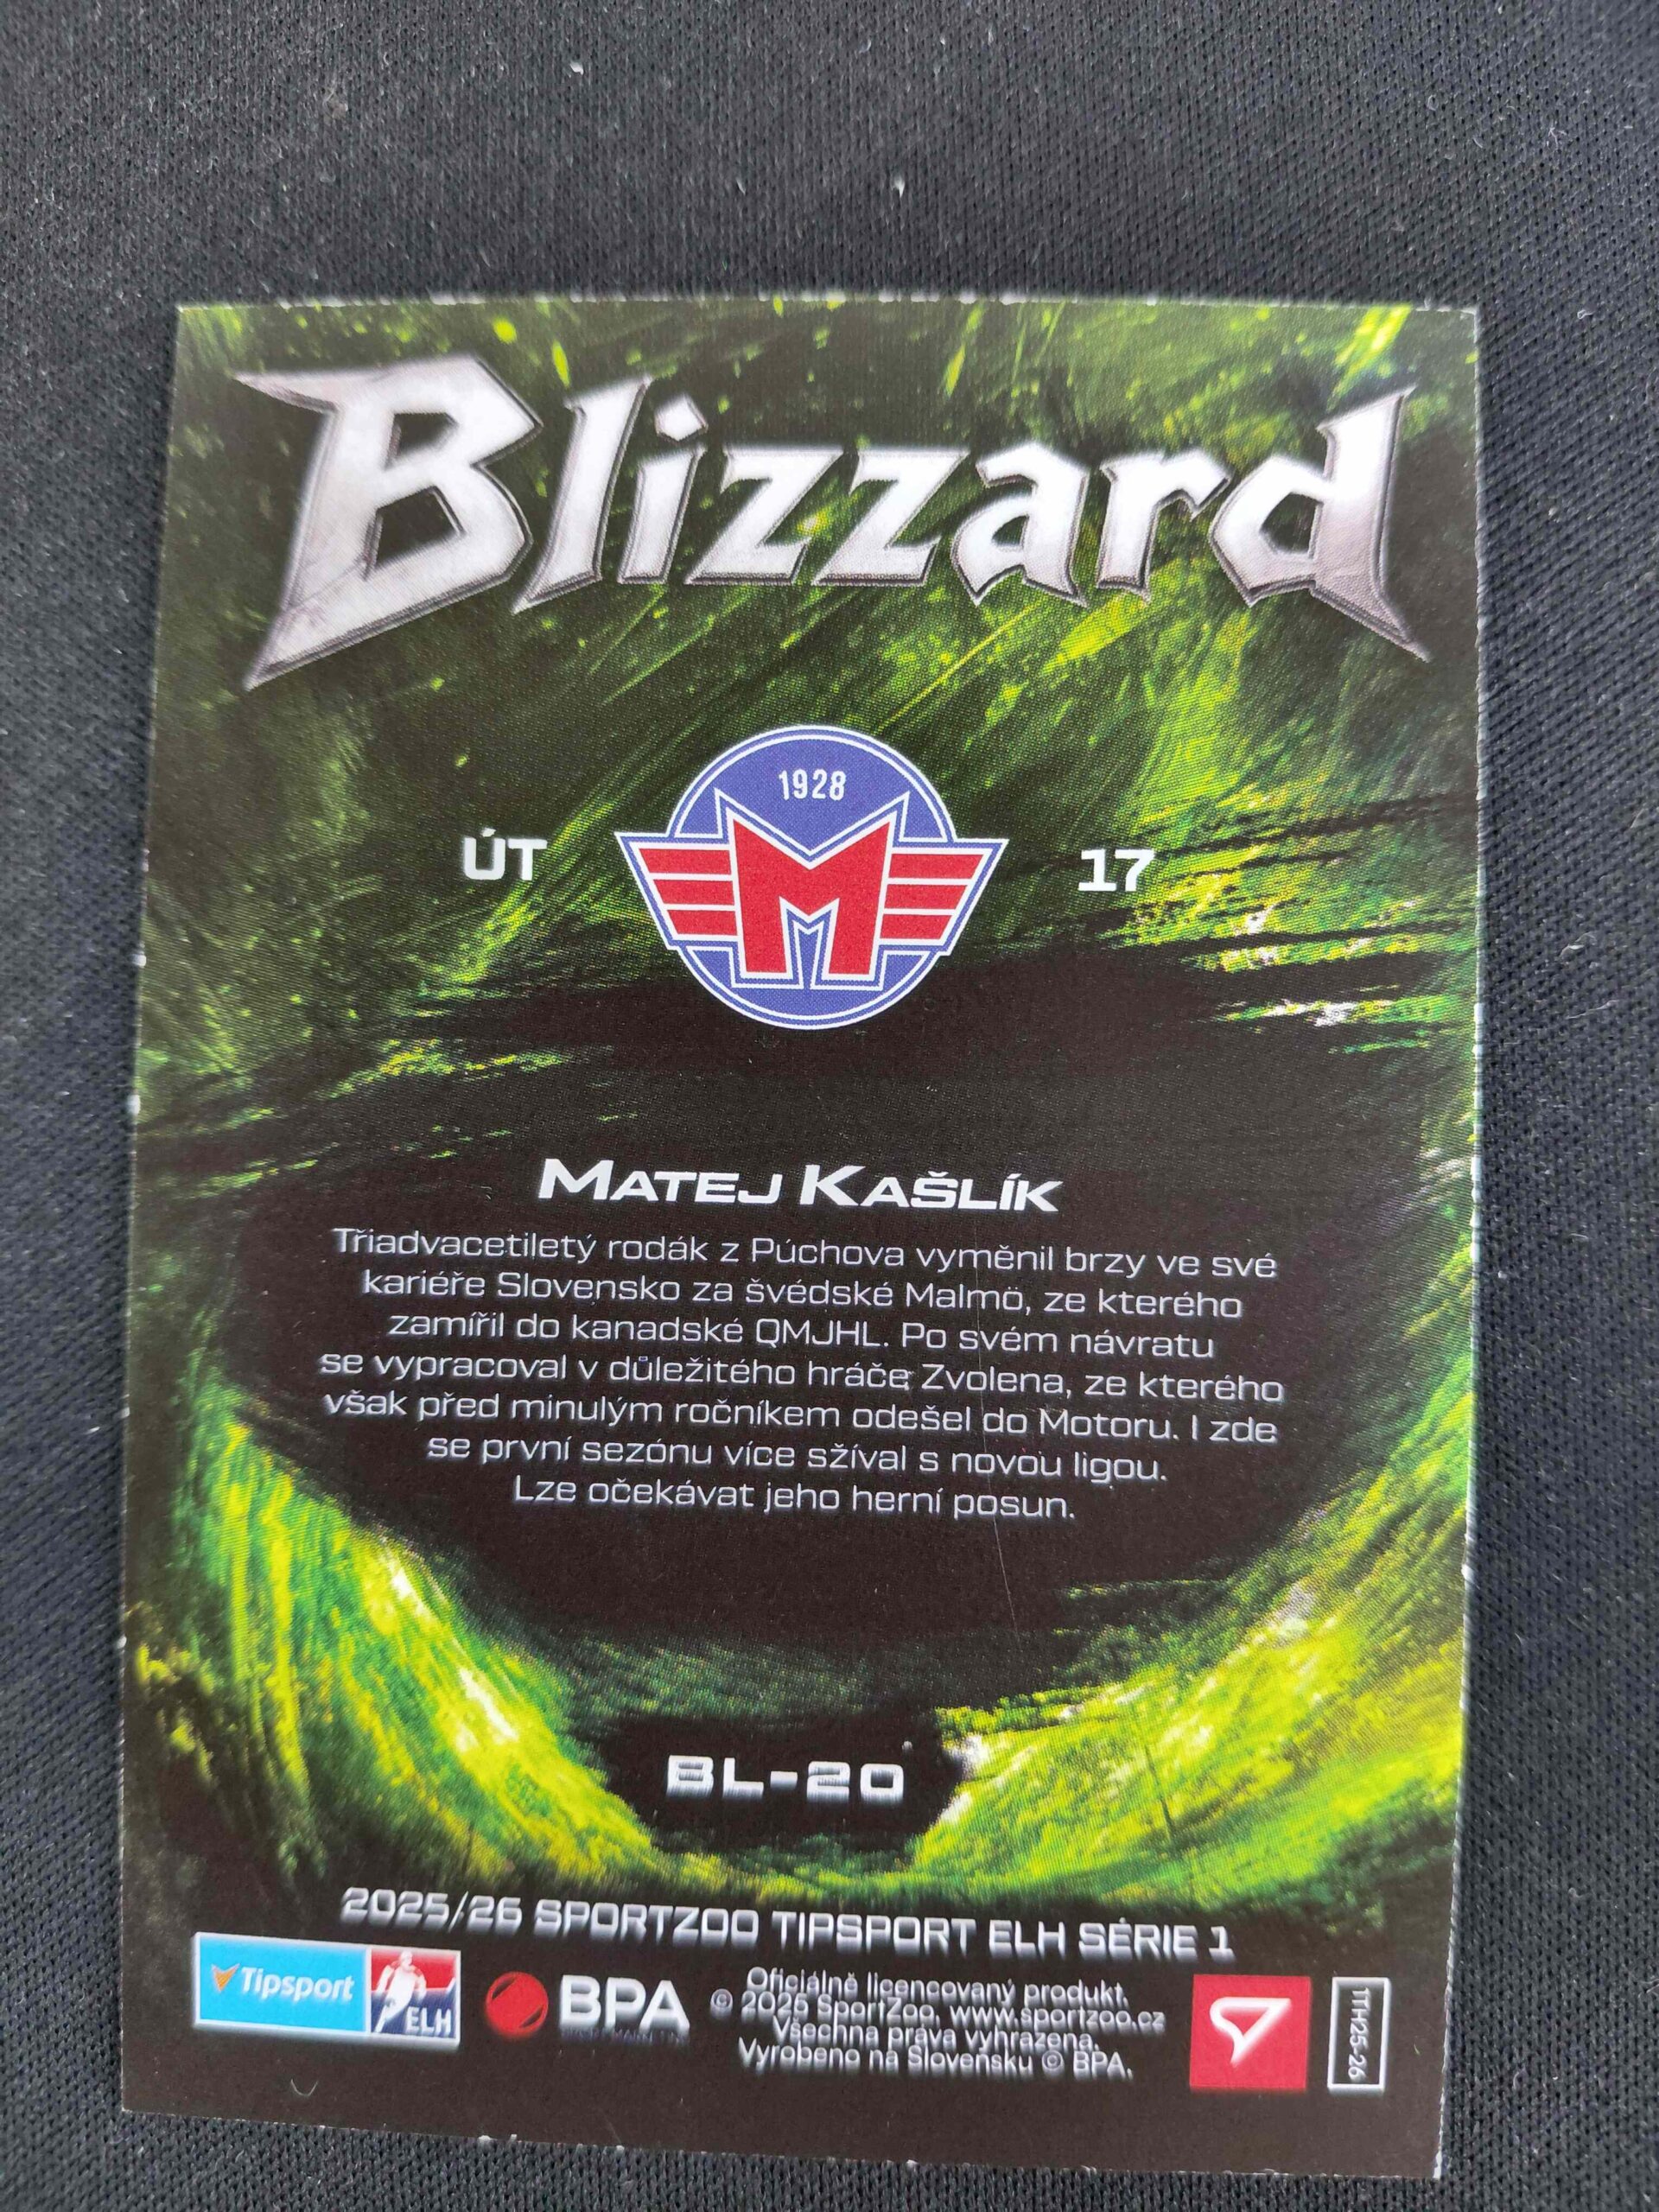 Blizzard
1928
ÚT
M
17
MATEJ KAŠLÍK
Třiadvacetiletý rodák z Púchova vyměnil brzy ve své
kariéře Slovensko za švédské Malmö, ze kterého
zamířil do kanadské QMJHL. Po svém návratu
se vypracoval v důležitého hráče Zvolena, ze kterého
však před minulým ročníkem odešel do Motoru. I zde
se první sezónu více sžíval s novou ligou.
Lze očekávat jeho herní posun.
BL-20
2025/26 SPORTZOO TIPSPORT ELH SÉRIE 1
Tipsport
ELH
BPA
Oficiálně licencovaný produkt.
© 2025 SportZoo. www.sportzoo.cz
Všechna práva vyhrazena.
Vyrobeno na Slovensku © BPA.
TFH25-26